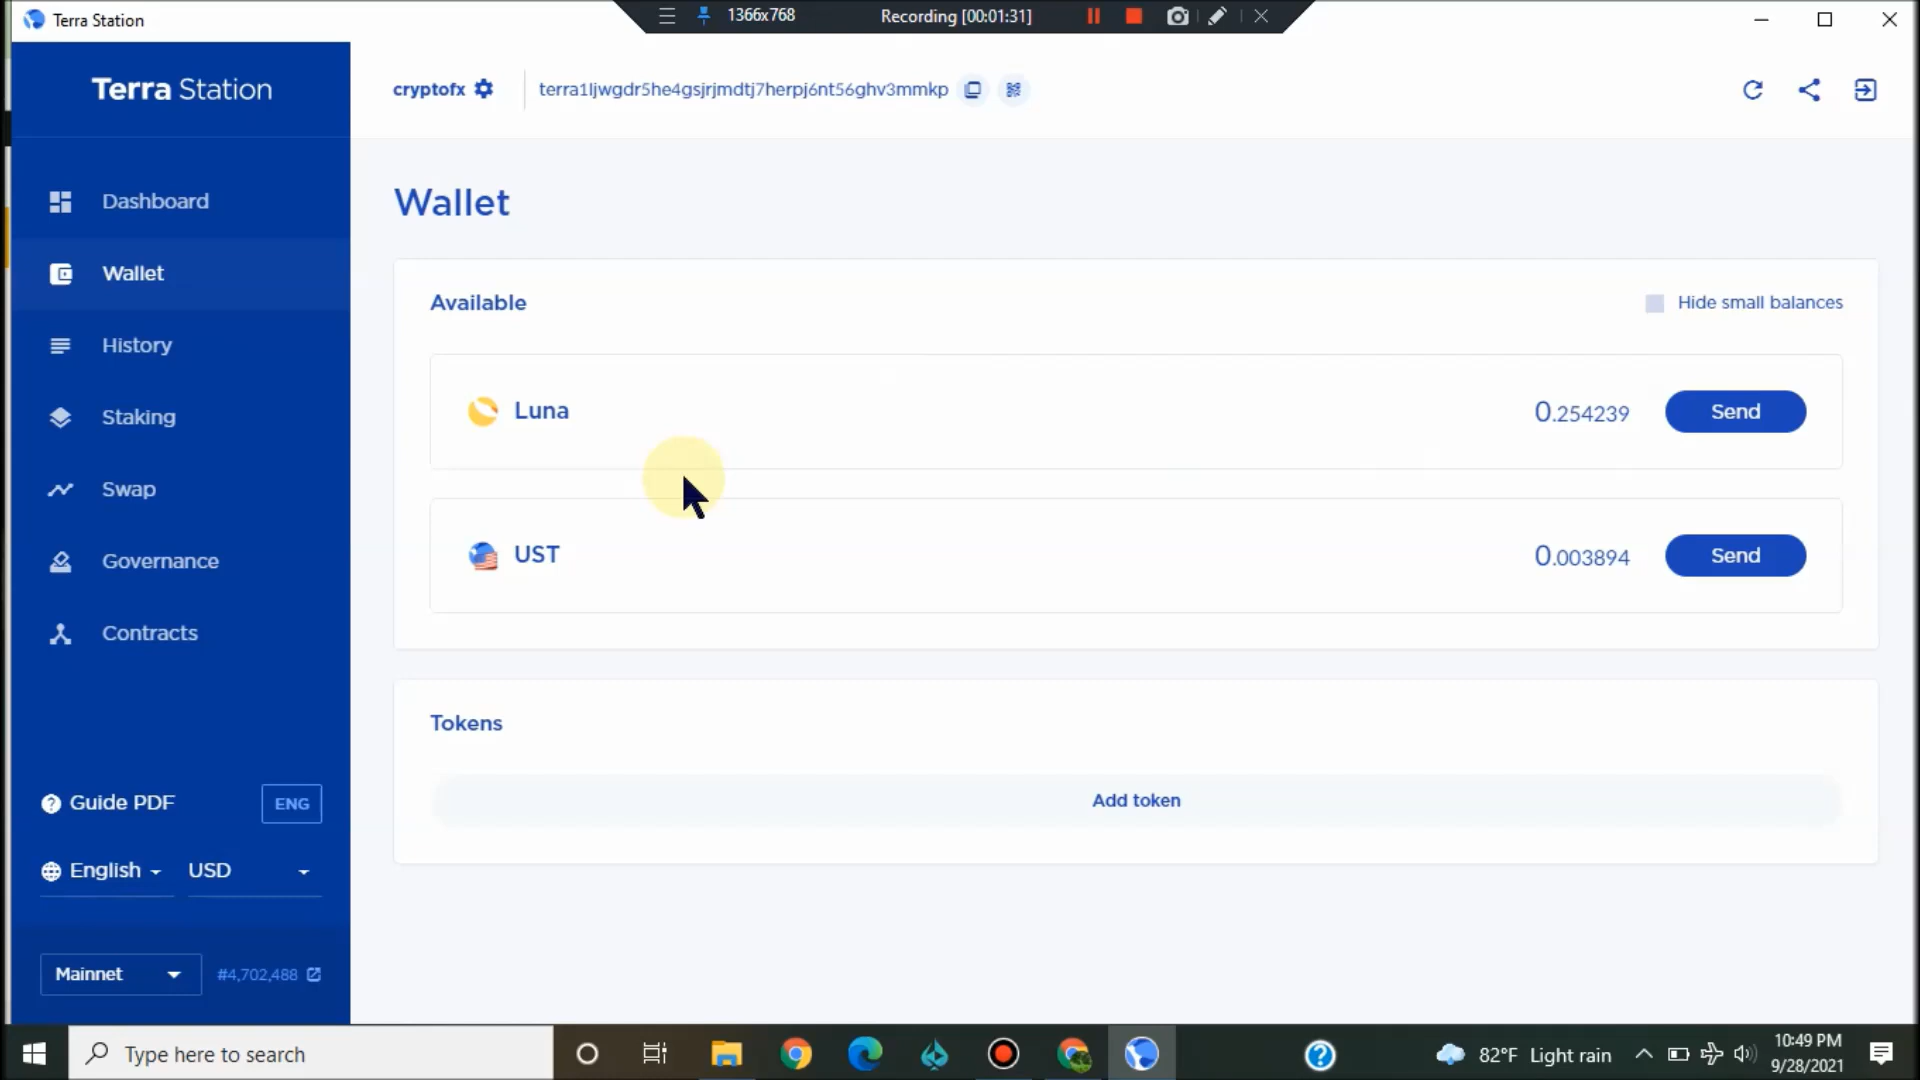 Terra Station
1366x768
Recording [00:01:31]
Terra Station
cryptofx
terra1ljwgdr5he4gsjrjmdtj7herpj6nt56ghv3mmkp
Dashboard
Wallet
History
Staking
Swap
Governance
Contracts
Guide PDF
ENG
English
USD
Mainnet
#4,702,488
Wallet
Available
Hide small balances
Luna
0.254239
Send
UST
0.003894
Send
Tokens
Add token
Type here to search
82°F Light rain
10:49 PM
9/28/2021